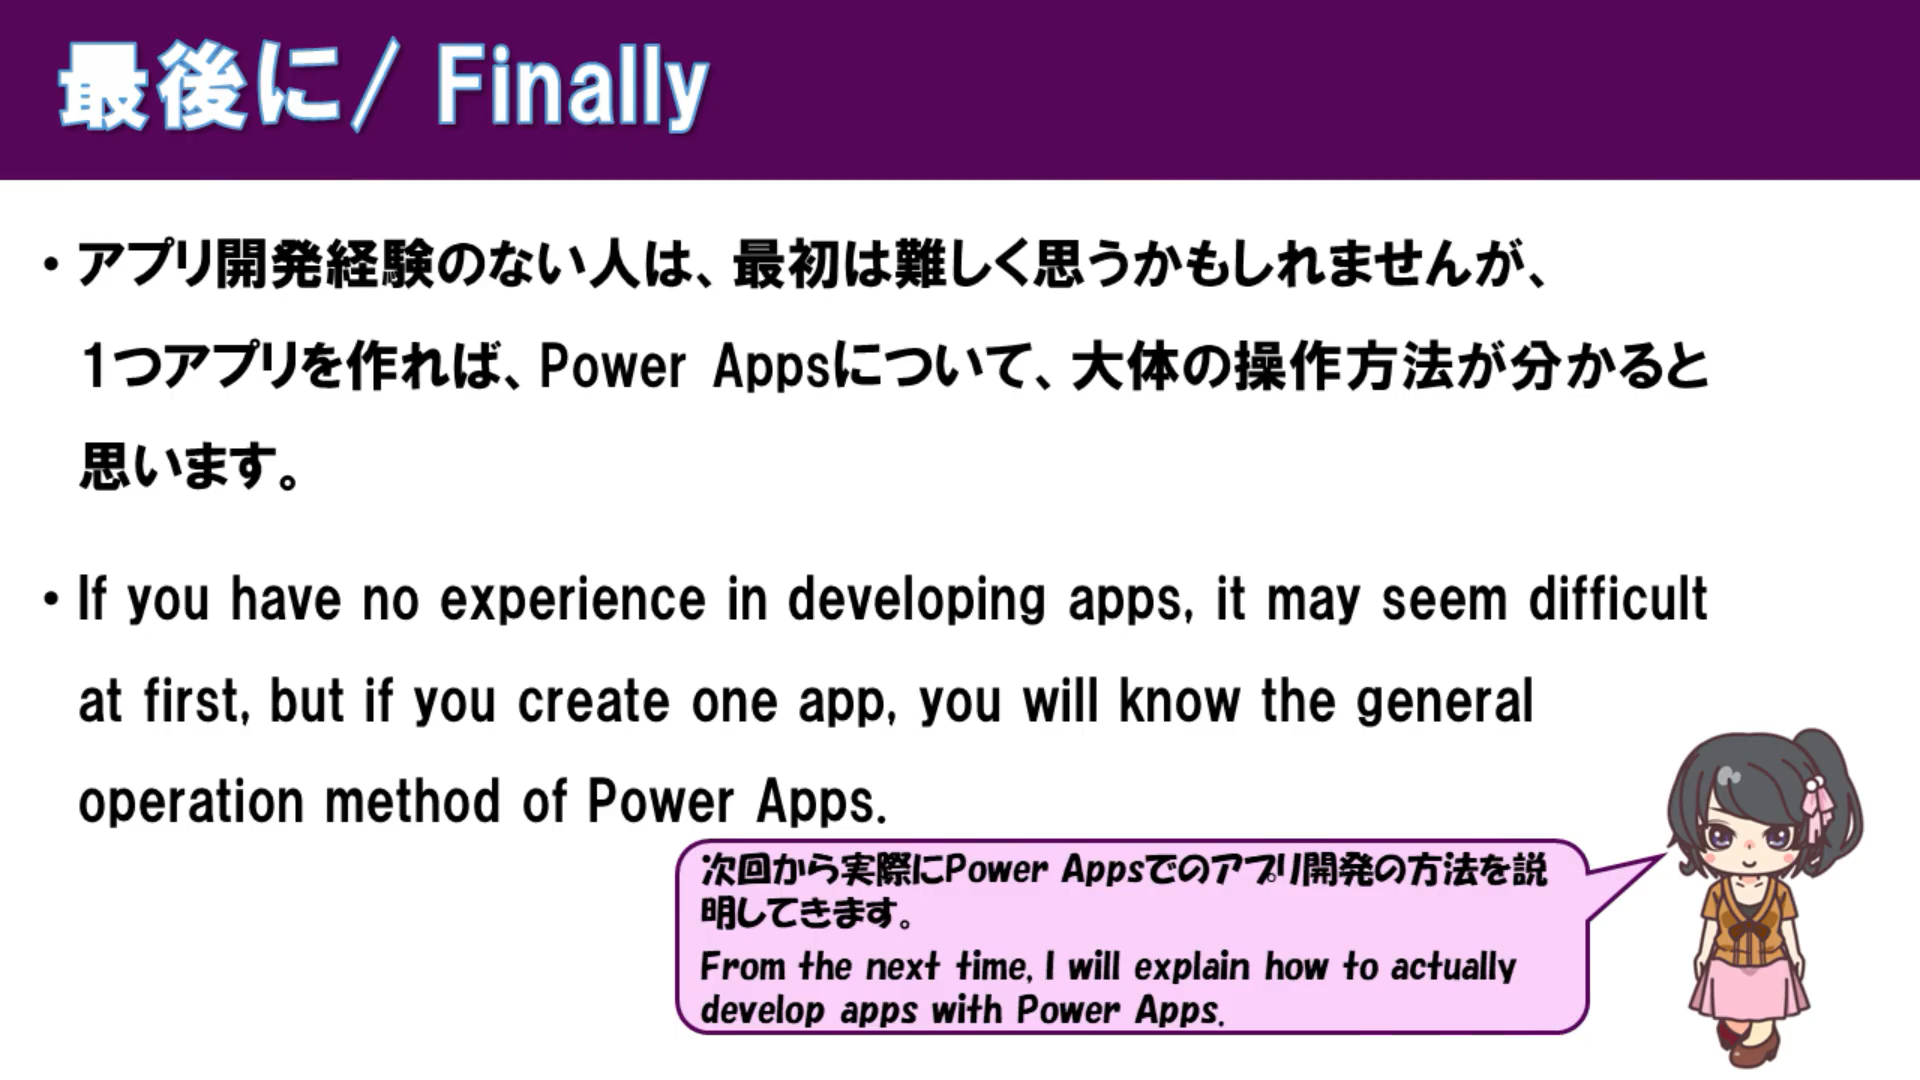 最後に/ Finally
• アプリ開発経験のない人は、最初は難しく思うかもしれませんが、
1つアプリを作れば、Power Appsについて、大体の操作方法が分かると
思います。
• If you have no experience in developing apps, it may seem difficult
at first, but if you create one app, you will know the general
operation method of Power Apps.
次回から実際にPower Appsでのアプリ開発の方法を説
明してきます。
From the next time, I will explain how to actually
develop apps with Power Apps.